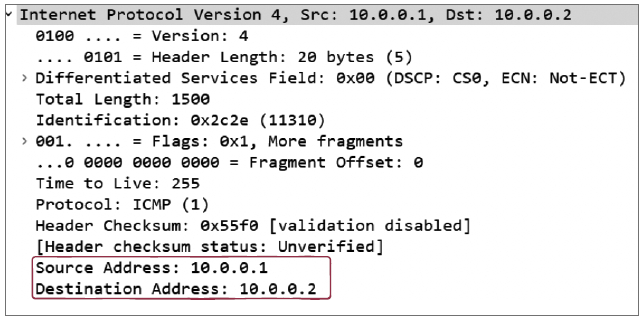 Internet Protocol Version 4, Src: 10.0.0.1, Dst: 10.0.0.2
0100 .... = Version: 4
.... 0101 = Header Length: 20 bytes (5)
Differentiated Services Field: 0x00 (DSCP: CS0, ECN: Not-ECT)
Total Length: 1500
Identification: 0x2c2e (11310)
001. .... = Flags: 0x1, More fragments
...0 0000 0000 0000 = Fragment Offset: 0
Time to Live: 255
Protocol: ICMP (1)
Header Checksum: 0x55f0 [validation disabled]
[Header checksum status: Unverified]
Source Address: 10.0.0.1
Destination Address: 10.0.0.2